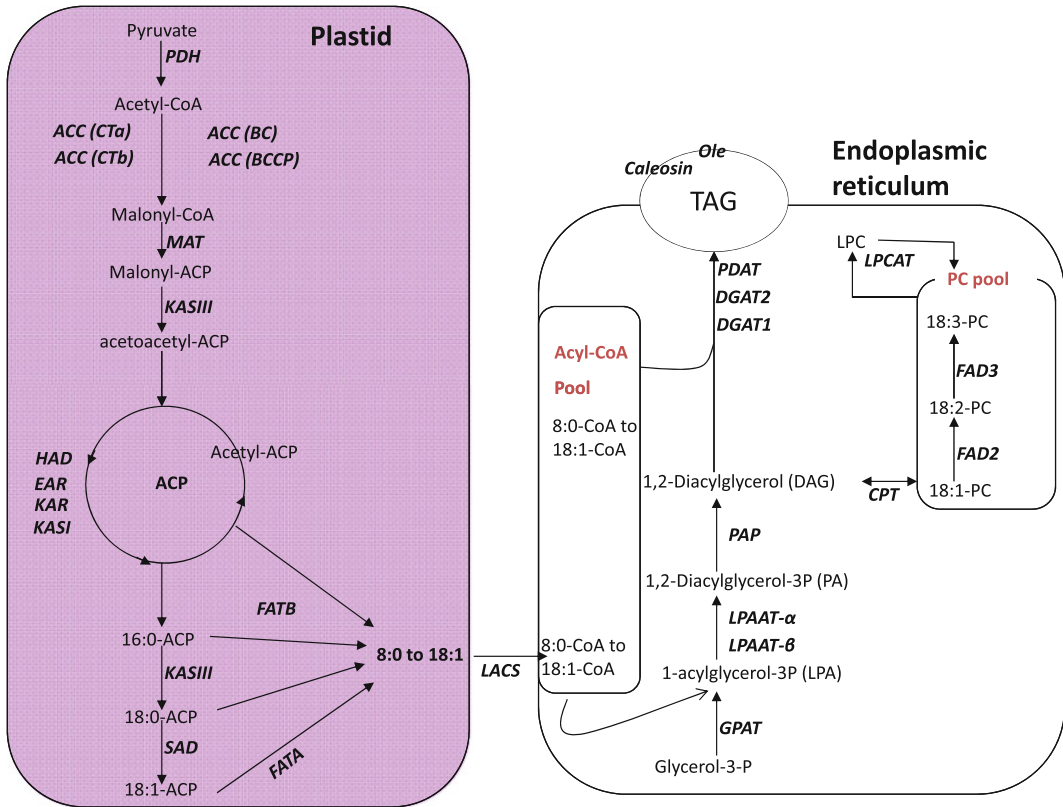 Plastid
Pyruvate
PDH
Acetyl-CoA
ACC (CTa)
ACC (BC)
ACC (CTb)
ACC (BCCP)
Malonyl-CoA
MAT
Malonyl-ACP
KASIII
acetoacetyl-ACP
Acetyl-ACP
HAD
EAR
KAR
KASI
ACP
FATB
16:0-ACP
KASIII
18:0-ACP
SAD
18:1-ACP
FATA
8:0 to 18:1
LACS
Endoplasmic
reticulum
Ole
Caleosin
TAG
PDAT
DGAT2
DGAT1
Acyl-CoA
Pool
8:0-CoA to
18:1-CoA
8:0-CoA to
18:1-CoA
1,2-Diacylglycerol (DAG)
PAP
1,2-Diacylglycerol-3P (PA)
LPAAT-α
LPAAT-β
1-acylglycerol-3P (LPA)
GPAT
Glycerol-3-P
LPC
LPCAT
PC pool
18:3-PC
FAD3
18:2-PC
FAD2
18:1-PC
CPT